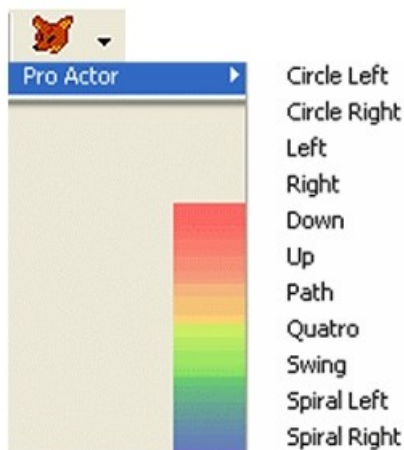 Pro Actor
Circle Left
Circle Right
Left
Right
Down
Up
Path
Quatro
Swing
Spiral Left
Spiral Right